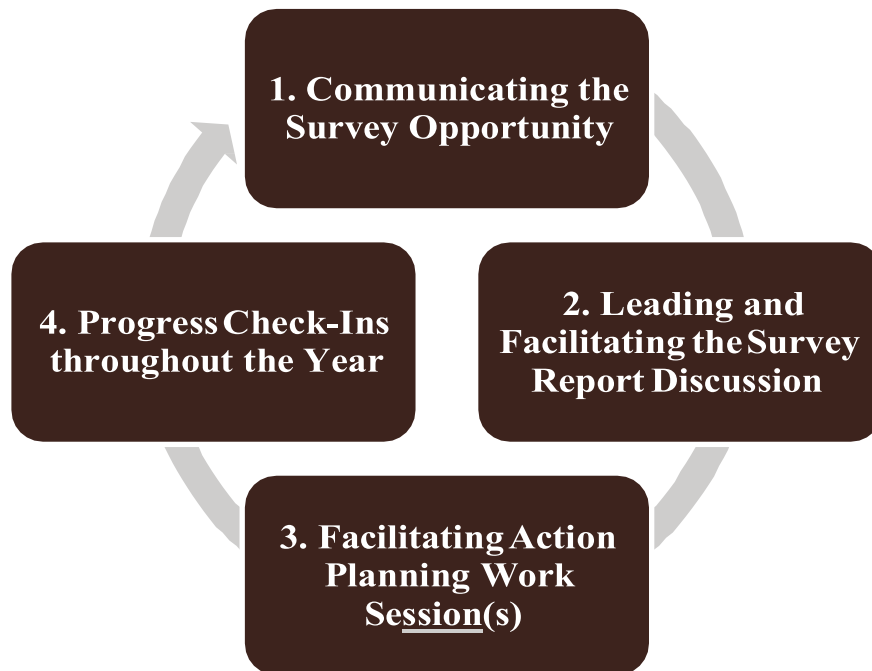 1. Communicating the
Survey Opportunity
2. Leading and
Facilitating the Survey
Report Discussion
3. Facilitating Action
Planning Work
Session(s)
4. Progress Check-Ins
throughout the Year